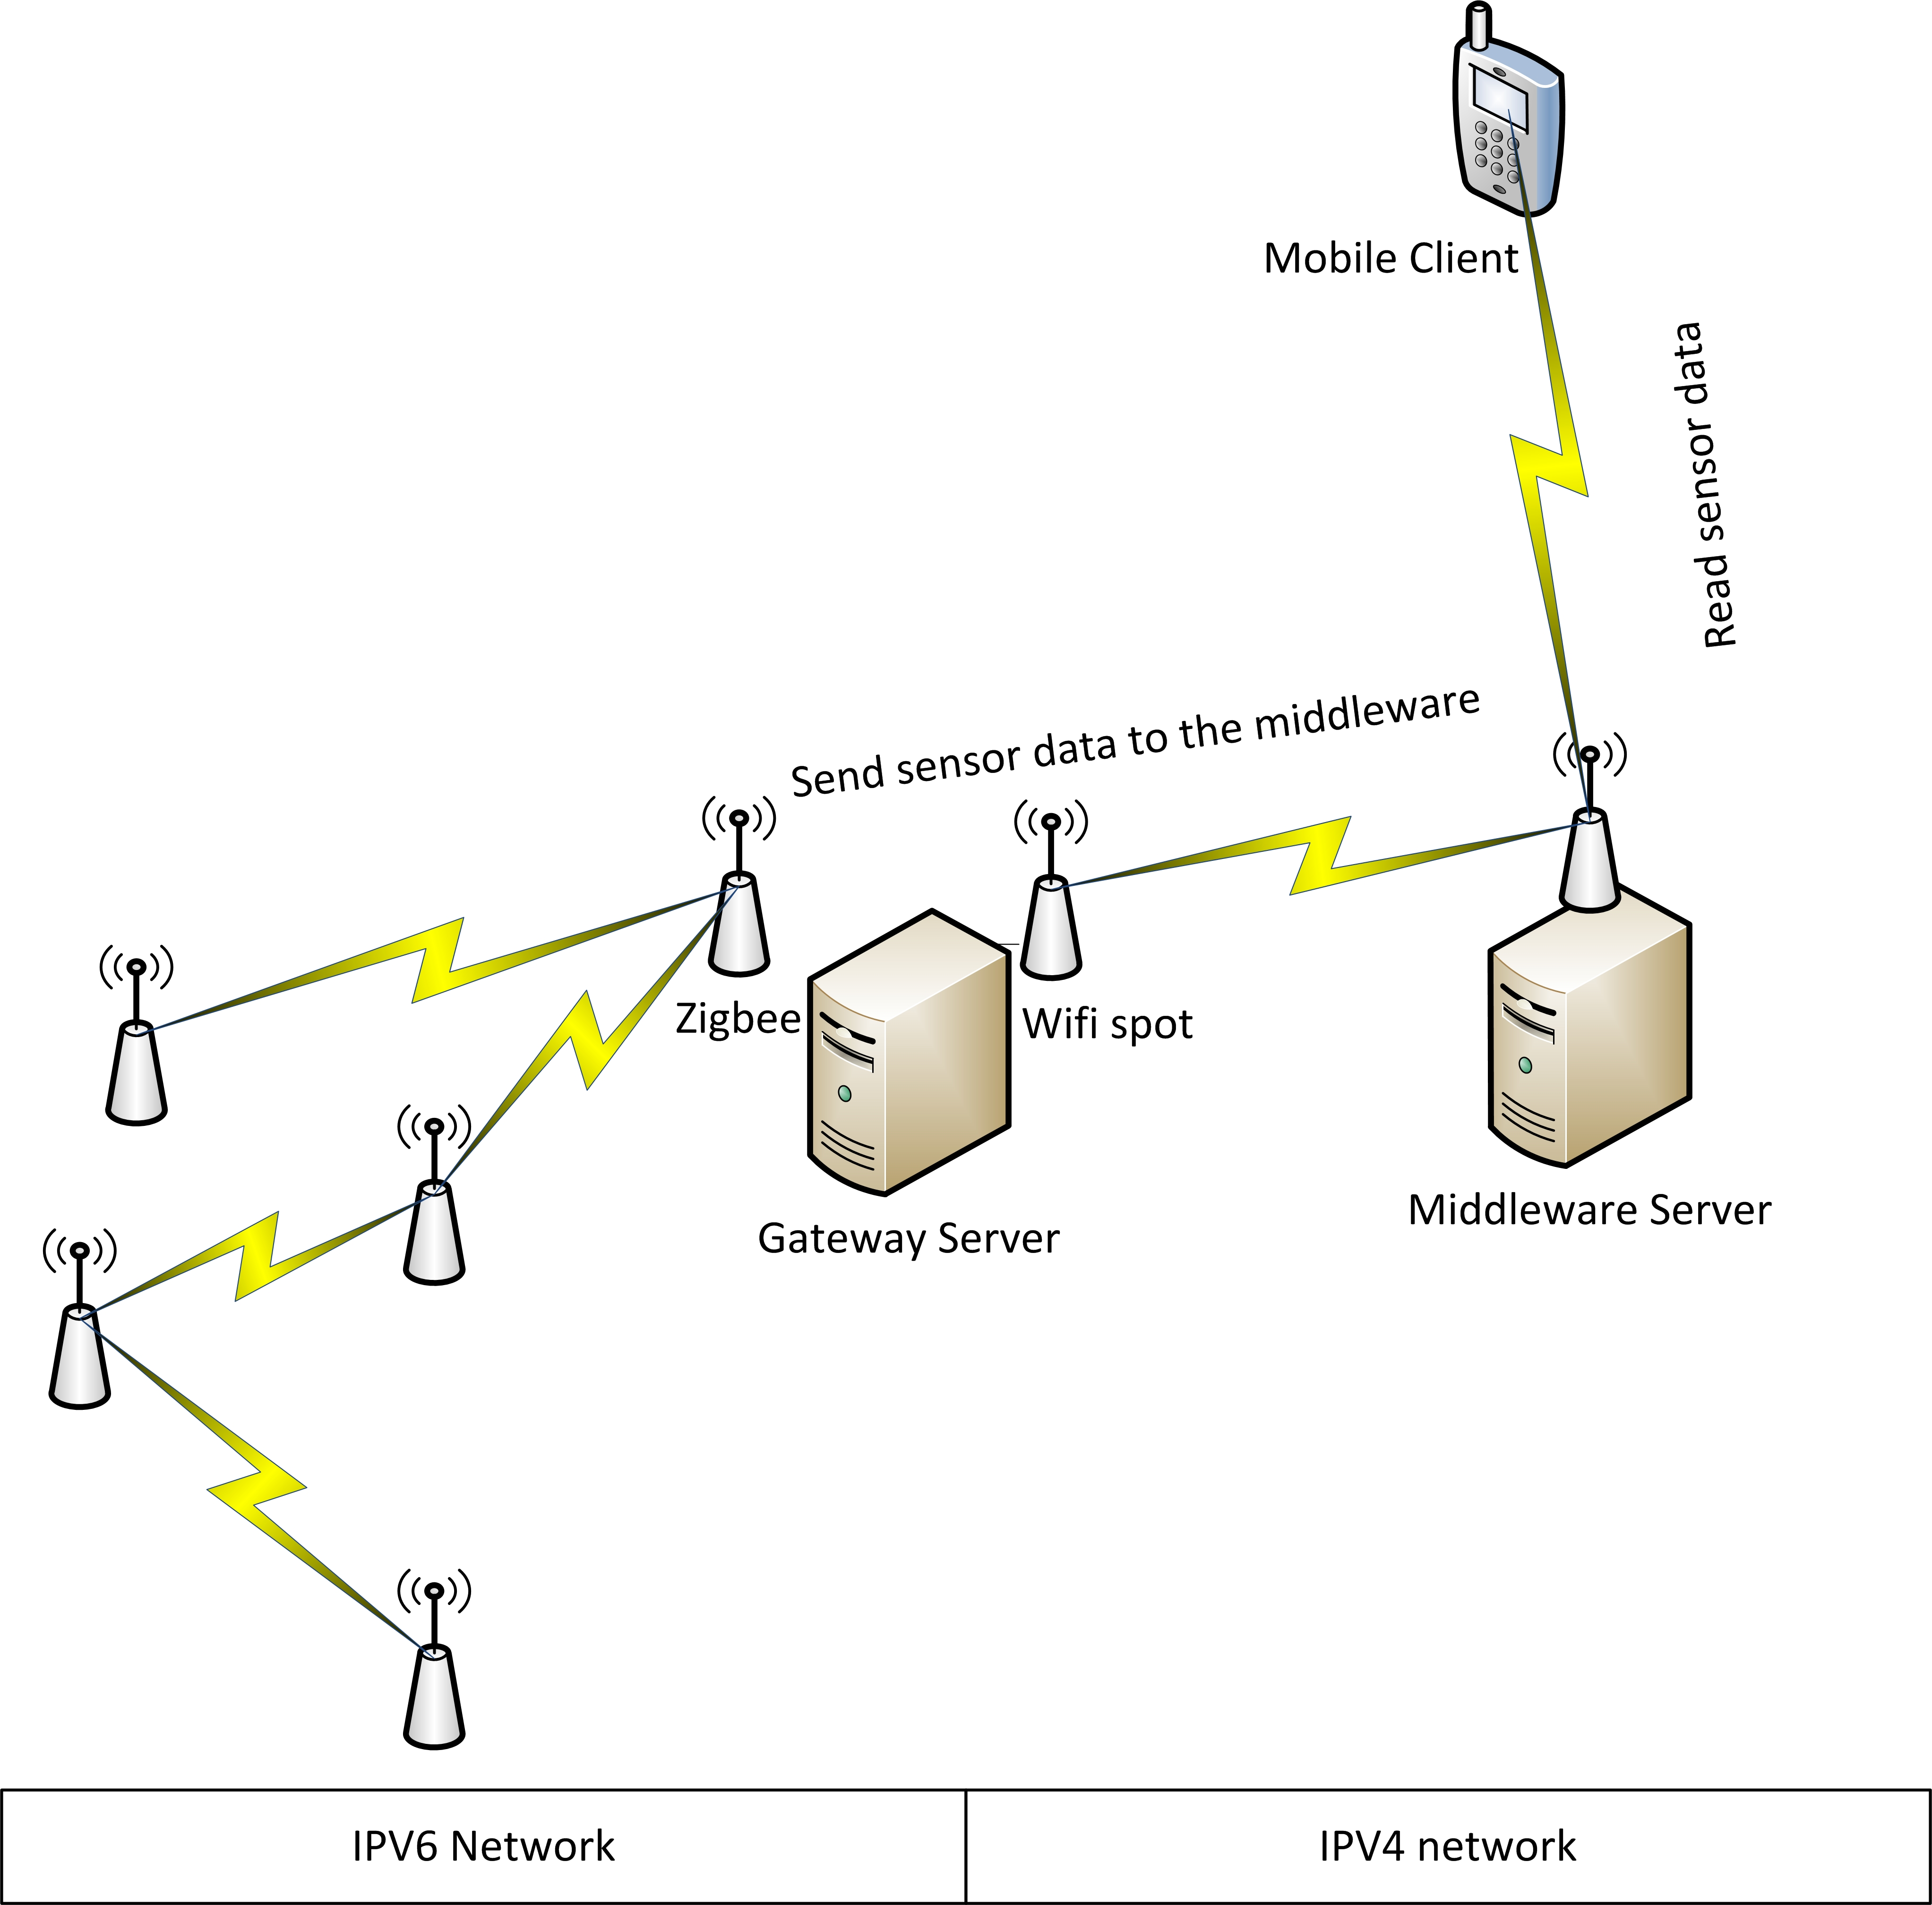 Mobile Client
Read sensor data
Send sensor data to the middleware
Zigbee
Wifi spot
Gateway Server
Middleware Server
IPV6 Network
IPV4 network